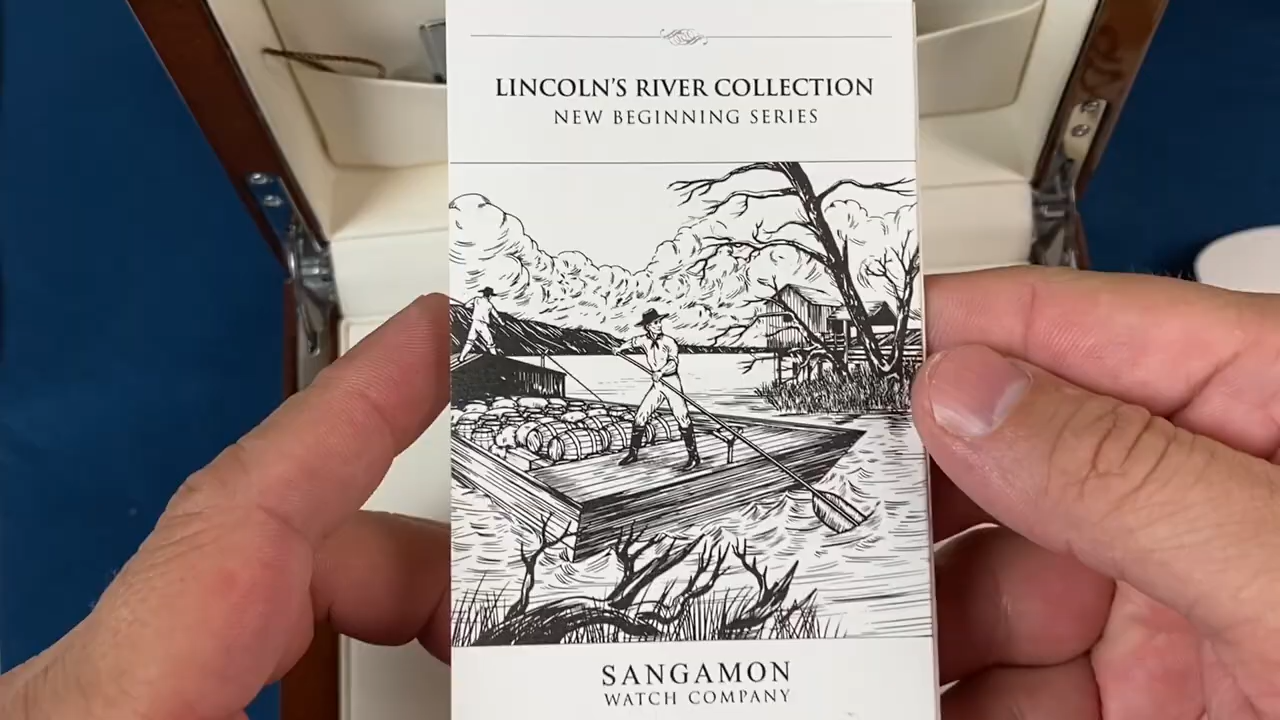 LINCOLN'S RIVER COLLECTION
NEW BEGINNING SERIES
SANGAMON
WATCH COMPANY